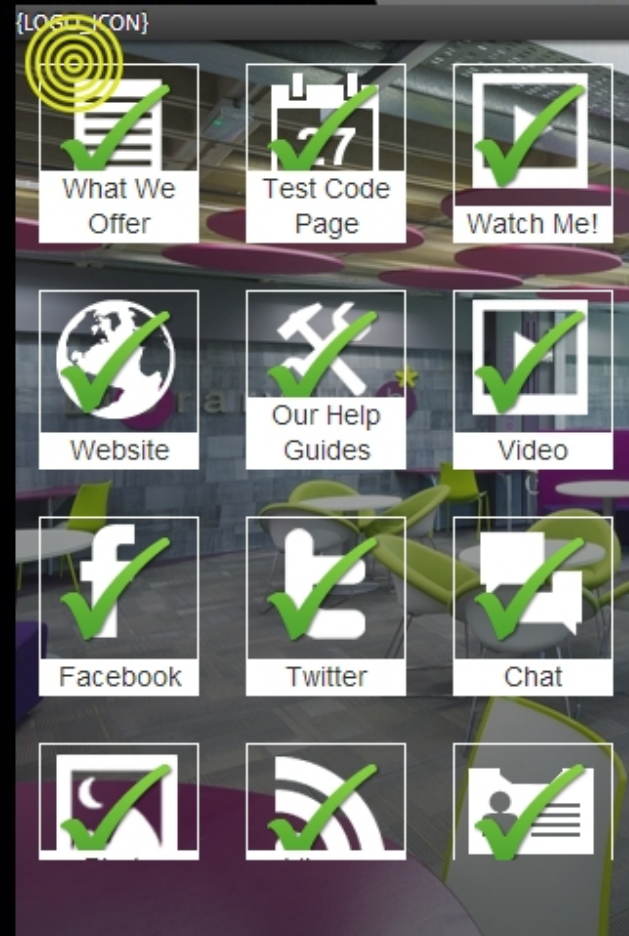 {LOGO_ICON}
What We
Offer
27
Test Code
Page
Watch Me!
Website
Our Help
Guides
Video
Facebook
Twitter
Chat